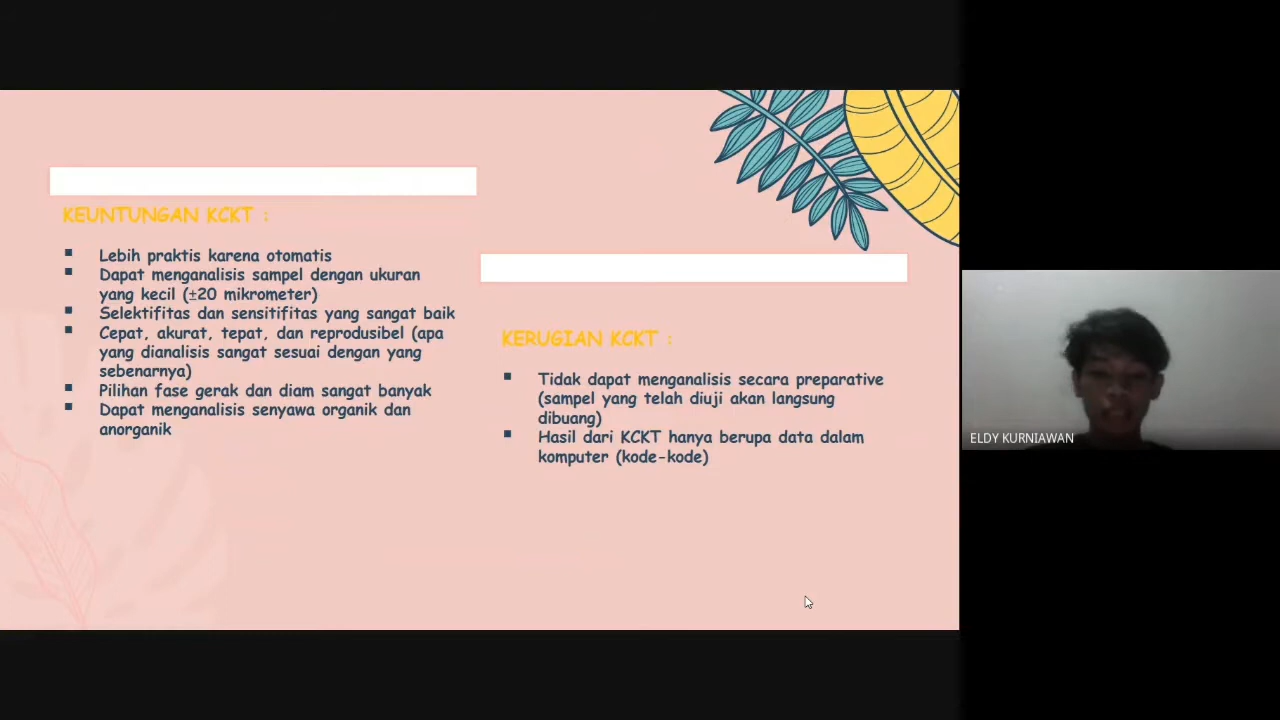 KEUNTUNGAN KCKT :
▪ Lebih praktis karena otomatis
▪ Dapat menganalisis sampel dengan ukuran
yang kecil (±20 mikrometer)
▪ Selektifitas dan sensitifitas yang sangat baik
▪ Cepat, akurat, tepat, dan reprodusibel (apa
yang dianalisis sangat sesuai dengan yang
sebenarnya)
▪ Pilihan fase gerak dan diam sangat banyak
▪ Dapat menganalisis senyawa organik dan
anorganik
KERUGIAN KCKT :
▪ Tidak dapat menganalisis secara preparative
(sampel yang telah diuji akan langsung
dibuang)
▪ Hasil dari KCKT hanya berupa data dalam
komputer (kode-kode)
ELDY KURNIAWAN